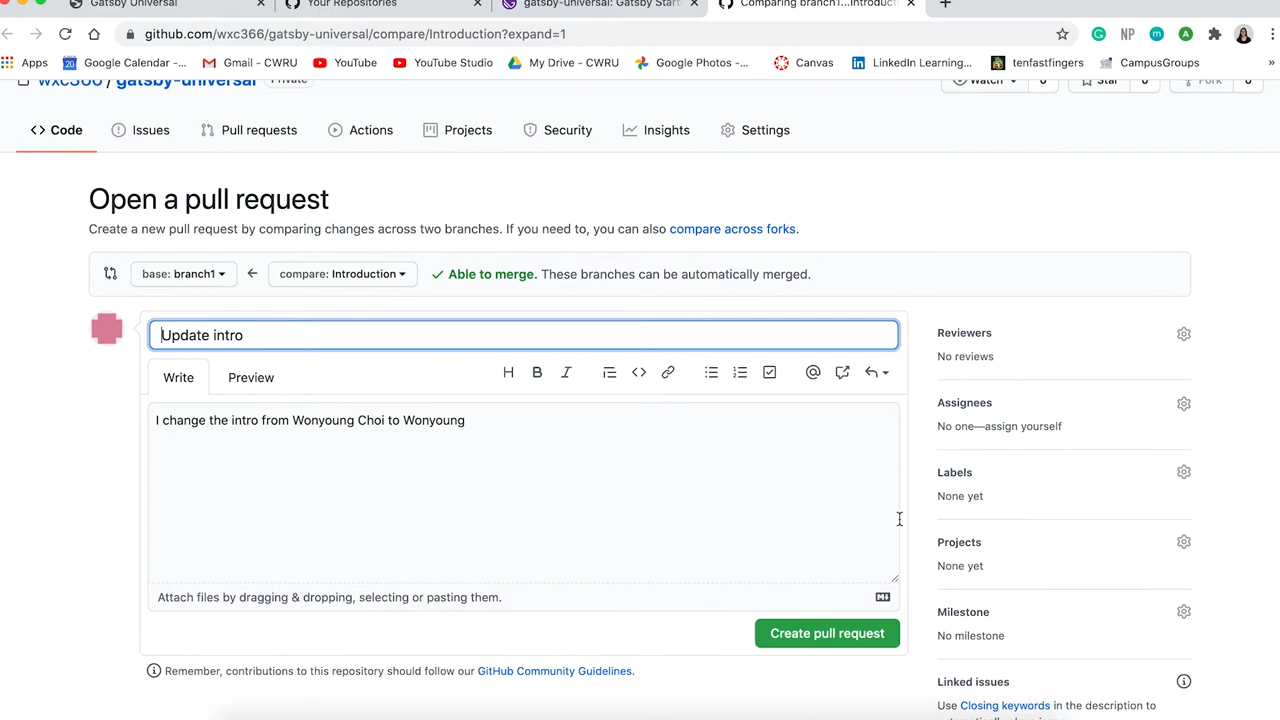 Gatsby Universal
Your Repositories
gatsby-universal: Gatsby Start
Comparing branch1...Introduct
github.com/wxc366/gatsby-universal/compare/Introduction?expand=1
NP
Apps
Google Calendar -...
Gmail - CWRU
YouTube
YouTube Studio
My Drive - CWRU
Google Photos -...
Canvas
LinkedIn Learning...
tenfastfingers
CampusGroups
»
wxc366 / gatsby-universal Private
Watch 0 Star 0 Fork 0
Code
Issues
Pull requests
Actions
Projects
Security
Insights
Settings
Open a pull request
Create a new pull request by comparing changes across two branches. If you need to, you can also compare across forks.
base: branch1
compare: Introduction
Able to merge. These branches can be automatically merged.
Update intro
Write
Preview
I change the intro from Wonyoung Choi to Wonyoung
Attach files by dragging & dropping, selecting or pasting them.
Create pull request
Remember, contributions to this repository should follow our GitHub Community Guidelines.
Reviewers
No reviews
Assignees
No one—assign yourself
Labels
None yet
Projects
None yet
Milestone
No milestone
Linked issues
Use Closing keywords in the description to